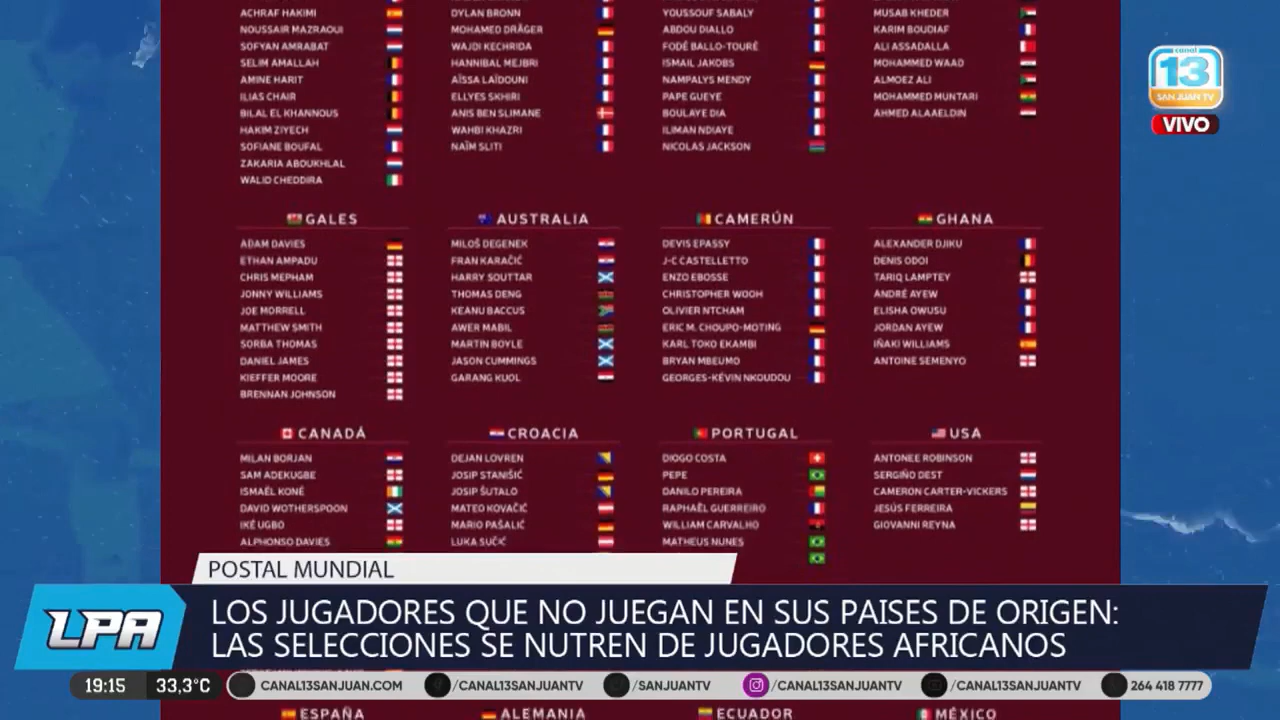 ACHRAF HAKIMI
NOUSSAIR MAZRAOUI
SOFYAN AMRABAT
SELIM AMALLAH
AMINE HARIT
ILIAS CHAIR
BILAL EL KHANNOUS
HAKIM ZIYECH
SOFIANE BOUFAL
ZAKARIA ABOUKHLAL
WALID CHEDDIRA
DYLAN BRONN
MOHAMED DRÄGER
WAJDI KECHRIDA
HANNIBAL MEJBRI
AÏSSA LAÏDOUNI
ELLYES SKHIRI
ANIS BEN SLIMANE
WAHBI KHAZRI
NAÏM SLITI
YOUSSOUF SABALY
ABDOU DIALLO
FODÉ BALLO-TOURÉ
ISMAIL JAKOBS
NAMPALYS MENDY
PAPE GUEYE
BOULAYE DIA
ILIMAN NDIAYE
NICOLAS JACKSON
MUSAB KHEDER
KARIM BOUDIAF
ALI ASSADALLA
MOHAMMED WAAD
ALMOEZ ALI
MOHAMMED MUNTARI
AHMED ALAAELDIN
canal
13
SAN JUAN TV
VIVO
GALES
ADAM DAVIES
ETHAN AMPADU
CHRIS MEPHAM
JONNY WILLIAMS
JOE MORRELL
MATTHEW SMITH
SORBA THOMAS
DANIEL JAMES
KIEFFER MOORE
BRENNAN JOHNSON
AUSTRALIA
MILOŠ DEGENEK
FRAN KARAČIĆ
HARRY SOUTTAR
THOMAS DENG
KEANU BACCUS
AWER MABIL
MARTIN BOYLE
JASON CUMMINGS
GARANG KUOL
CAMERÚN
DEVIS EPASSY
J-C CASTELLETTO
ENZO EBOSSE
CHRISTOPHER WOOH
OLIVIER NTCHAM
ERIC M. CHOUPO-MOTING
KARL TOKO EKAMBI
BRYAN MBEUMO
GEORGES-KÉVIN NKOUDOU
GHANA
ALEXANDER DJIKU
DENIS ODOI
TARIQ LAMPTEY
ANDRÉ AYEW
ELISHA OWUSU
JORDAN AYEW
IÑAKI WILLIAMS
ANTOINE SEMENYO
CANADÁ
MILAN BORJAN
SAM ADEKUGBE
ISMAËL KONÉ
DAVID WOTHERSPOON
IKÉ UGBO
ALPHONSO DAVIES
CROACIA
DEJAN LOVREN
JOSIP STANIŠIĆ
JOSIP ŠUTALO
MATEO KOVAČIĆ
MARIO PAŠALIĆ
LUKA SUČIĆ
PORTUGAL
DIOGO COSTA
PEPE
DANILO PEREIRA
RAPHAËL GUERREIRO
WILLIAM CARVALHO
MATHEUS NUNES
USA
ANTONEE ROBINSON
SERGIÑO DEST
CAMERON CARTER-VICKERS
JESÚS FERREIRA
GIOVANNI REYNA
POSTAL MUNDIAL
LPA
LOS JUGADORES QUE NO JUEGAN EN SUS PAISES DE ORIGEN:
LAS SELECCIONES SE NUTREN DE JUGADORES AFRICANOS
19:15 33,3°C CANAL13SANJUAN.COM /CANAL13SANJUANTV /SANJUANTV /CANAL13SANJUANTV /CANAL13SANJUANTV 264 418 7777
ESPAÑA
ALEMANIA
ECUADOR
MÉXICO